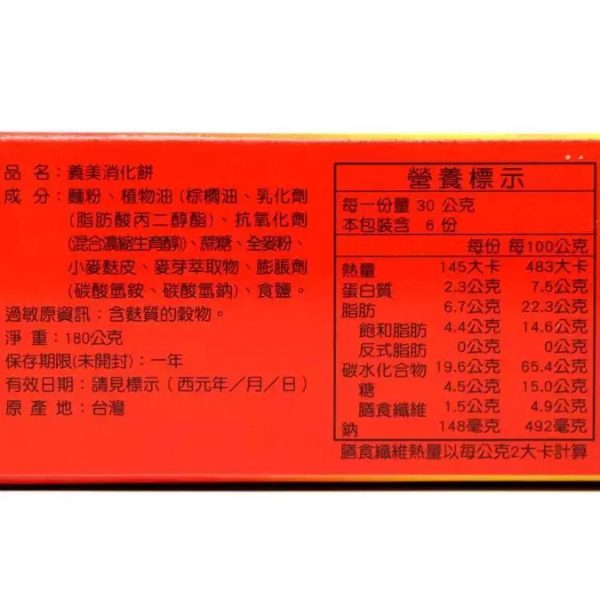 品　名：義美消化餅
成　分：麵粉、植物油(棕櫚油、乳化劑
(脂肪酸丙二醇酯)、抗氧化劑
(混合濃縮生育醇)、蔗糖、全麥粉、
小麥麩皮、麥芽萃取物、膨脹劑
(碳酸氫銨、碳酸氫鈉)、食鹽。
過敏原資訊：含麩質的穀物。
淨　重：180公克
保存期限(未開封)：一年
有效日期：請見標示（西元年／月／日）
原 產 地：台灣
營養標示
每一份量 30 公克
本包裝含 6 份
每份 每100公克
熱量 145大卡 483大卡
蛋白質 2.3公克 7.5公克
脂肪 6.7公克 22.3公克
飽和脂肪 4.4公克 14.6公克
反式脂肪 0公克 0公克
碳水化合物 19.6公克 65.4公克
糖 4.5公克 15.0公克
膳食纖維 1.5公克 4.9公克
鈉 148毫克 492毫克
膳食纖維熱量以每公克2大卡計算